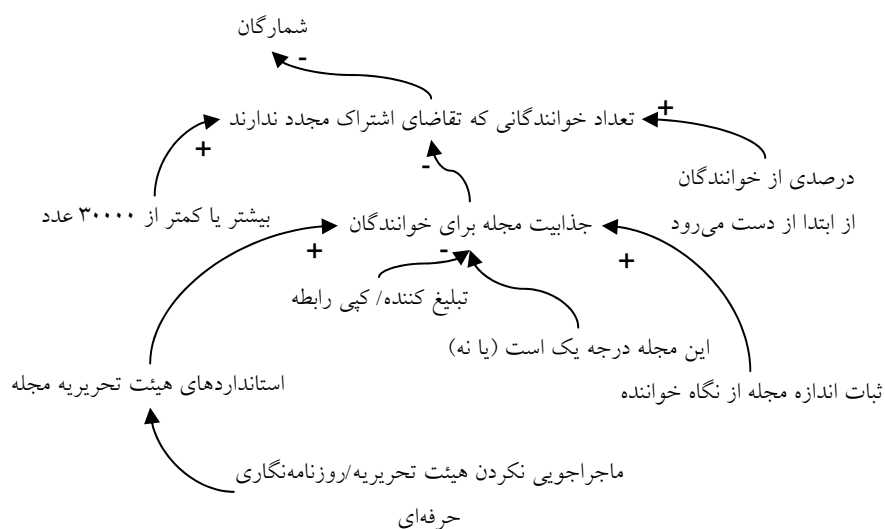 شمارگان
-
تعداد خوانندگانی که تقاضای اشتراک مجدد ندارند
+
+
-
درصدی از خوانندگان
از ابتدا از دست می‌رود
بیشتر یا کمتر از ۳۰۰۰۰ عدد
جذابیت مجله برای خوانندگان
+
-
+
تبلیغ کننده/ کپی رابطه
این مجله درجه یک است (یا نه)
استانداردهای هیئت تحریریه مجله
ثبات اندازه مجله از نگاه خواننده
ماجراجویی نکردن هیئت تحریریه/روزنامه‌نگاری
حرفه‌ای